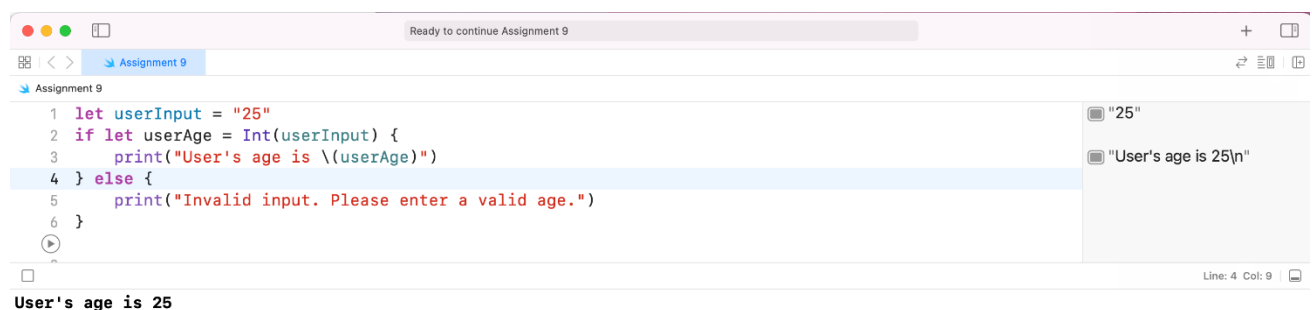 Ready to continue Assignment 9
Assignment 9
Assignment 9
1 let userInput = "25"
"25"
2 if let userAge = Int(userInput) {
3     print("User's age is \(userAge)")
"User's age is 25\n"
4 } else {
5     print("Invalid input. Please enter a valid age.")
6 }
Line: 4 Col: 9
User's age is 25